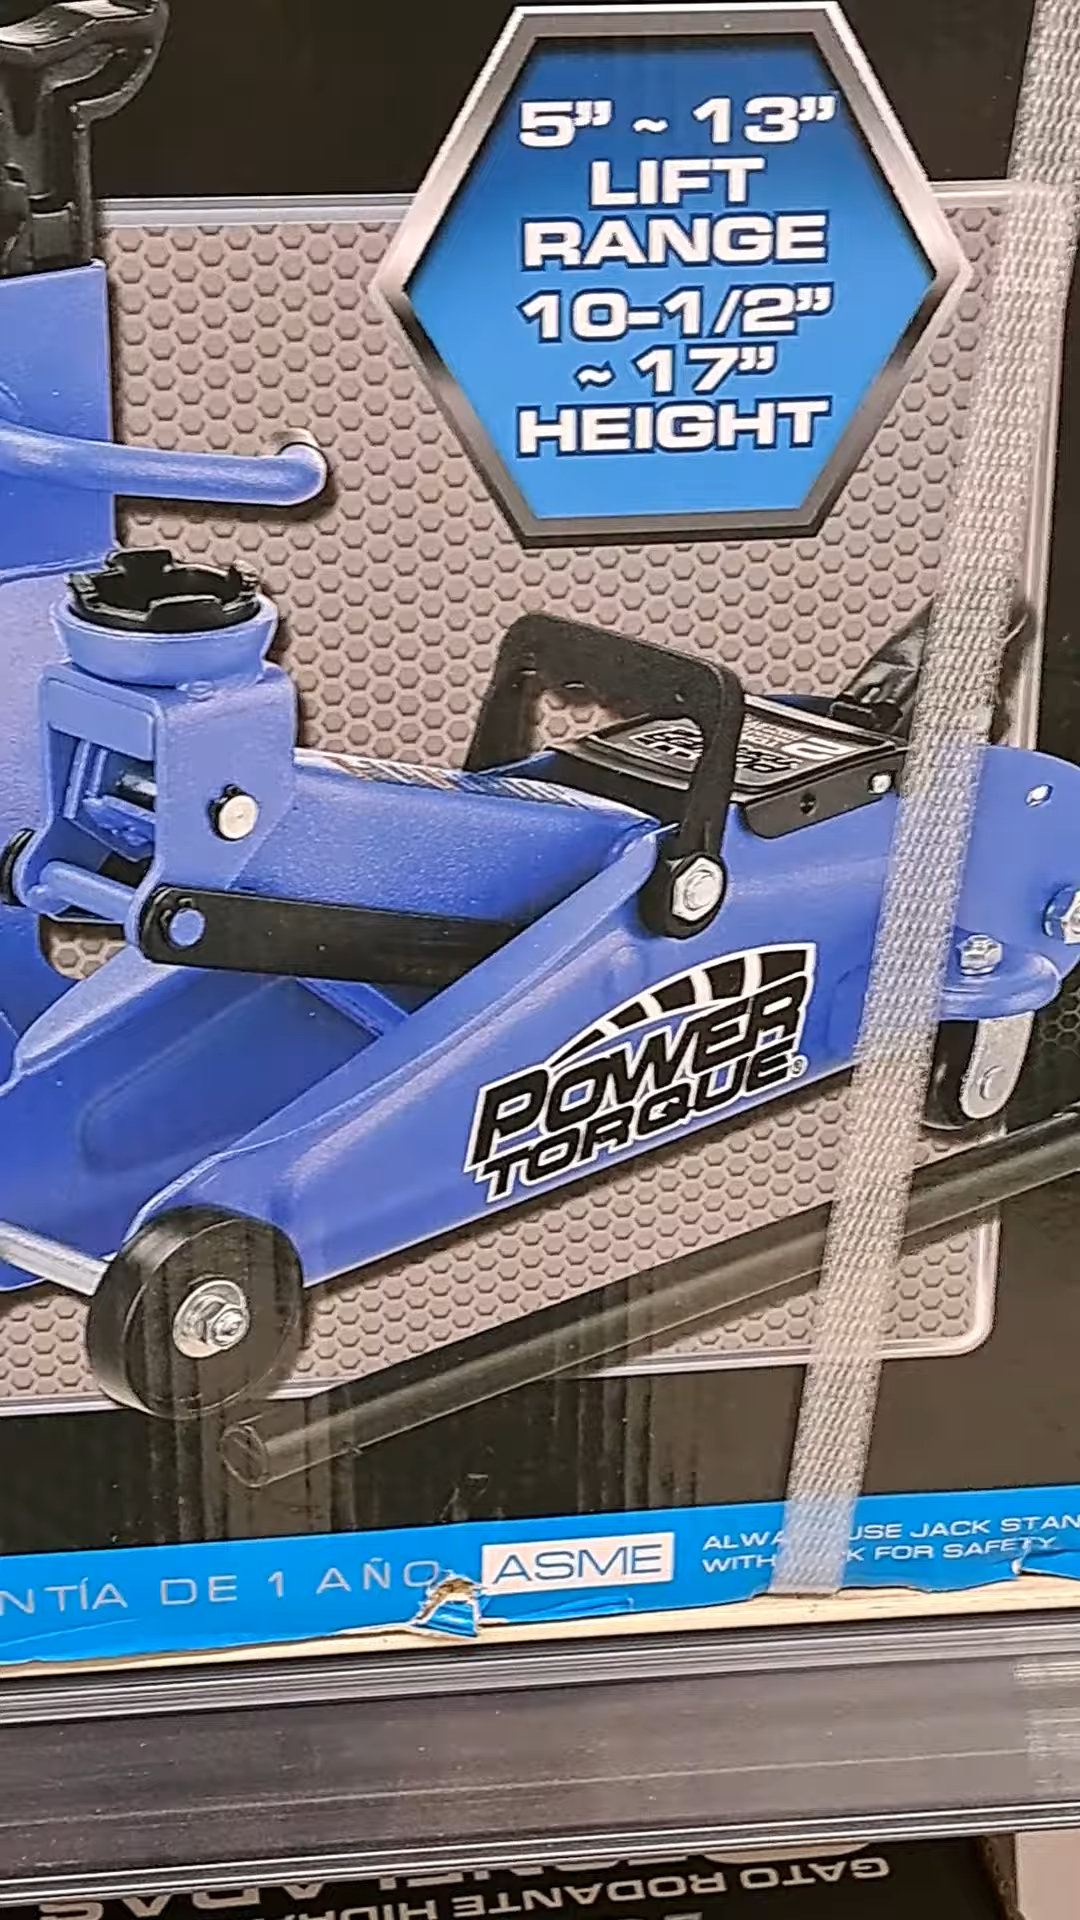 5” ~ 13”
LIFT
RANGE
10-1/2”
~ 17”
HEIGHT
2
POWER
TORQUE
NTÍA DE 1 AÑO
ASME
ALWA USE JACK STAN
WITH K FOR SAFETY
GATO RODANTE HIDR